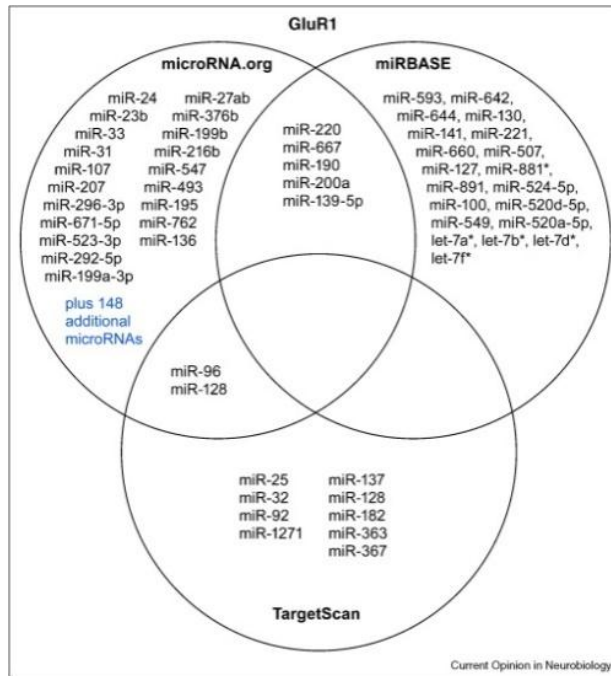 GluR1
microRNA.org
miRBASE
miR-24
miR-23b
miR-33
miR-31
miR-107
miR-207
miR-296-3p
miR-671-5p
miR-523-3p
miR-292-5p
miR-199a-3p
miR-27ab
miR-376b
miR-199b
miR-216b
miR-547
miR-493
miR-195
miR-762
miR-136
plus 148
additional
microRNAs
miR-220
miR-667
miR-190
miR-200a
miR-139-5p
miR-593, miR-642,
miR-644, miR-130,
miR-141, miR-221,
miR-660, miR-507,
miR-127, miR-881*,
miR-891, miR-524-5p,
miR-100, miR-520d-5p,
miR-549, miR-520a-5p,
let-7a*, let-7b*, let-7d*,
let-7f*
miR-96
miR-128
miR-25
miR-32
miR-92
miR-1271
miR-137
miR-128
miR-182
miR-363
miR-367
TargetScan
Current Opinion in Neurobiology